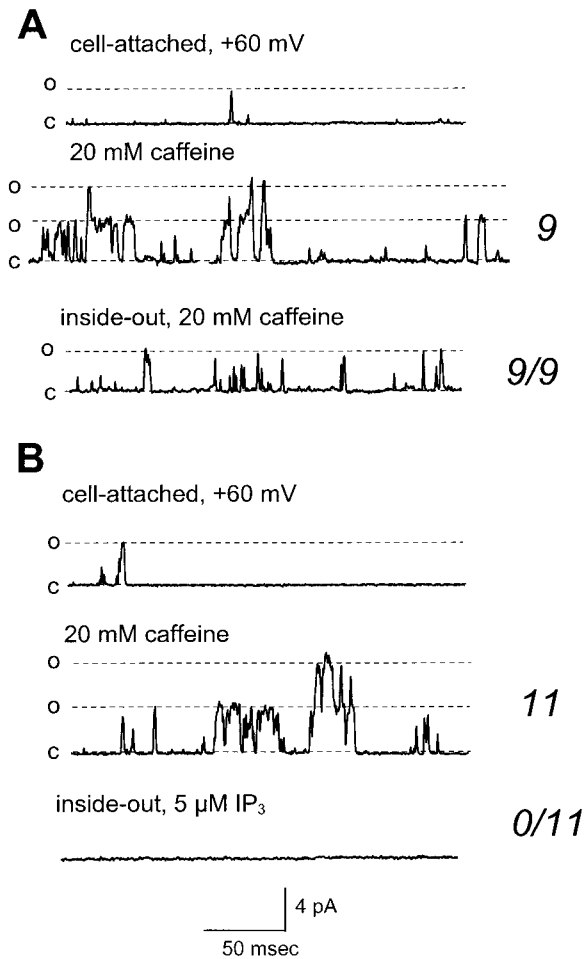 A
cell-attached, +60 mV
o
c
20 mM caffeine
o
o
9
c
inside-out, 20 mM caffeine
o
9/9
c
B
cell-attached, +60 mV
o
c
20 mM caffeine
o
o
11
c
inside-out, 5 μM IP₃
0/11
4 pA
50 msec